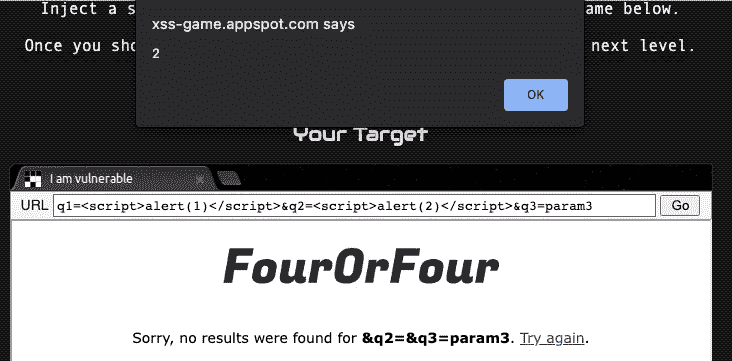 Inject a s
ame below.
xss-game.appspot.com says
Once you sho
next level.
2
OK
Your Target
I am vulnerable
URL q1=<script>alert(1)</script>&q2=<script>alert(2)</script>&q3=param3 Go
FourOrFour
Sorry, no results were found for &q2=&q3=param3. Try again.